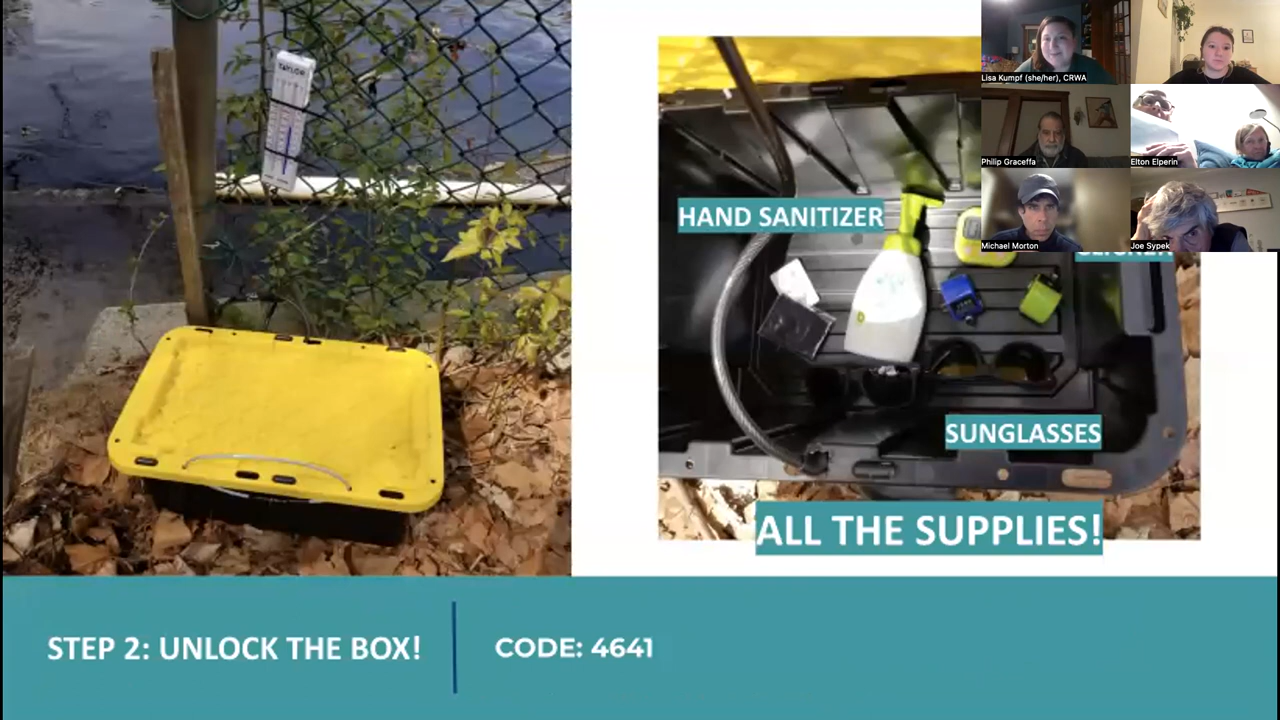 TAYLOR
HAND SANITIZER
SUNGLASSES
ALL THE SUPPLIES!
STEP 2: UNLOCK THE BOX!
CODE: 4641
Lisa Kumpf (she/her), CRWA
Philip Graceffa
Elton Elperin
Michael Morton
Joe Sypek